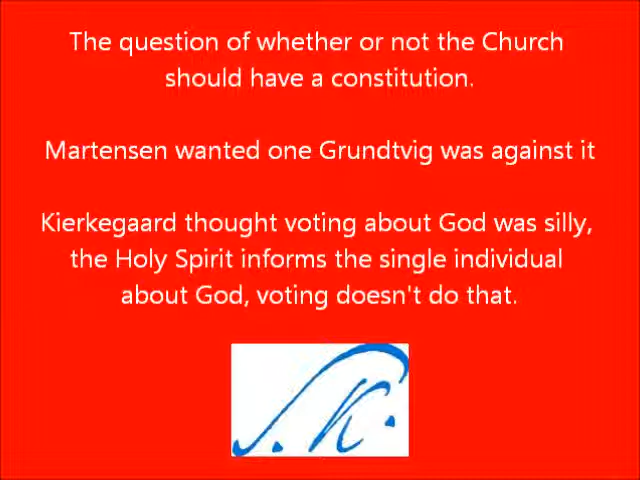 The question of whether or not the Church
should have a constitution.
Martensen wanted one Grundtvig was against it
Kierkegaard thought voting about God was silly,
the Holy Spirit informs the single individual
about God, voting doesn't do that.
S. K.